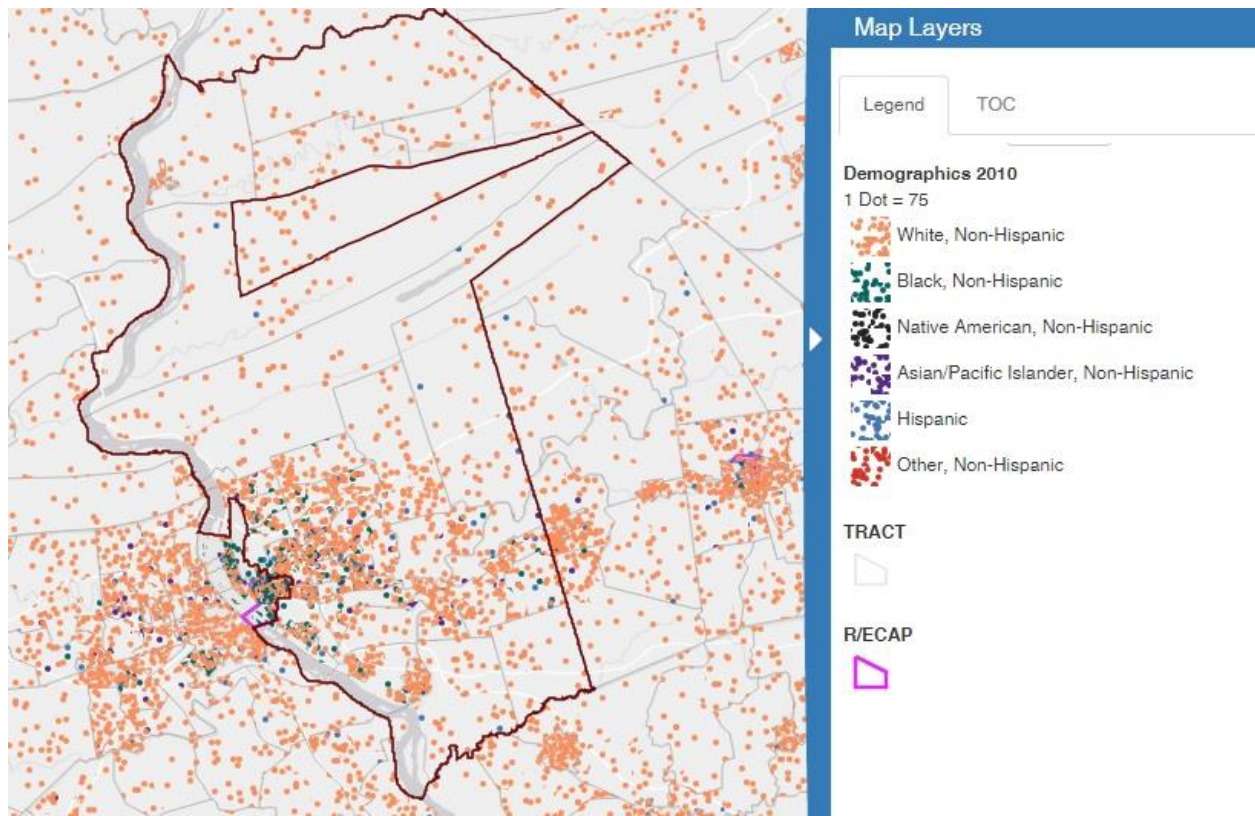 Map Layers
Legend
TOC
Demographics 2010
1 Dot = 75
White, Non-Hispanic
Black, Non-Hispanic
Native American, Non-Hispanic
Asian/Pacific Islander, Non-Hispanic
Hispanic
Other, Non-Hispanic
TRACT
R/ECAP